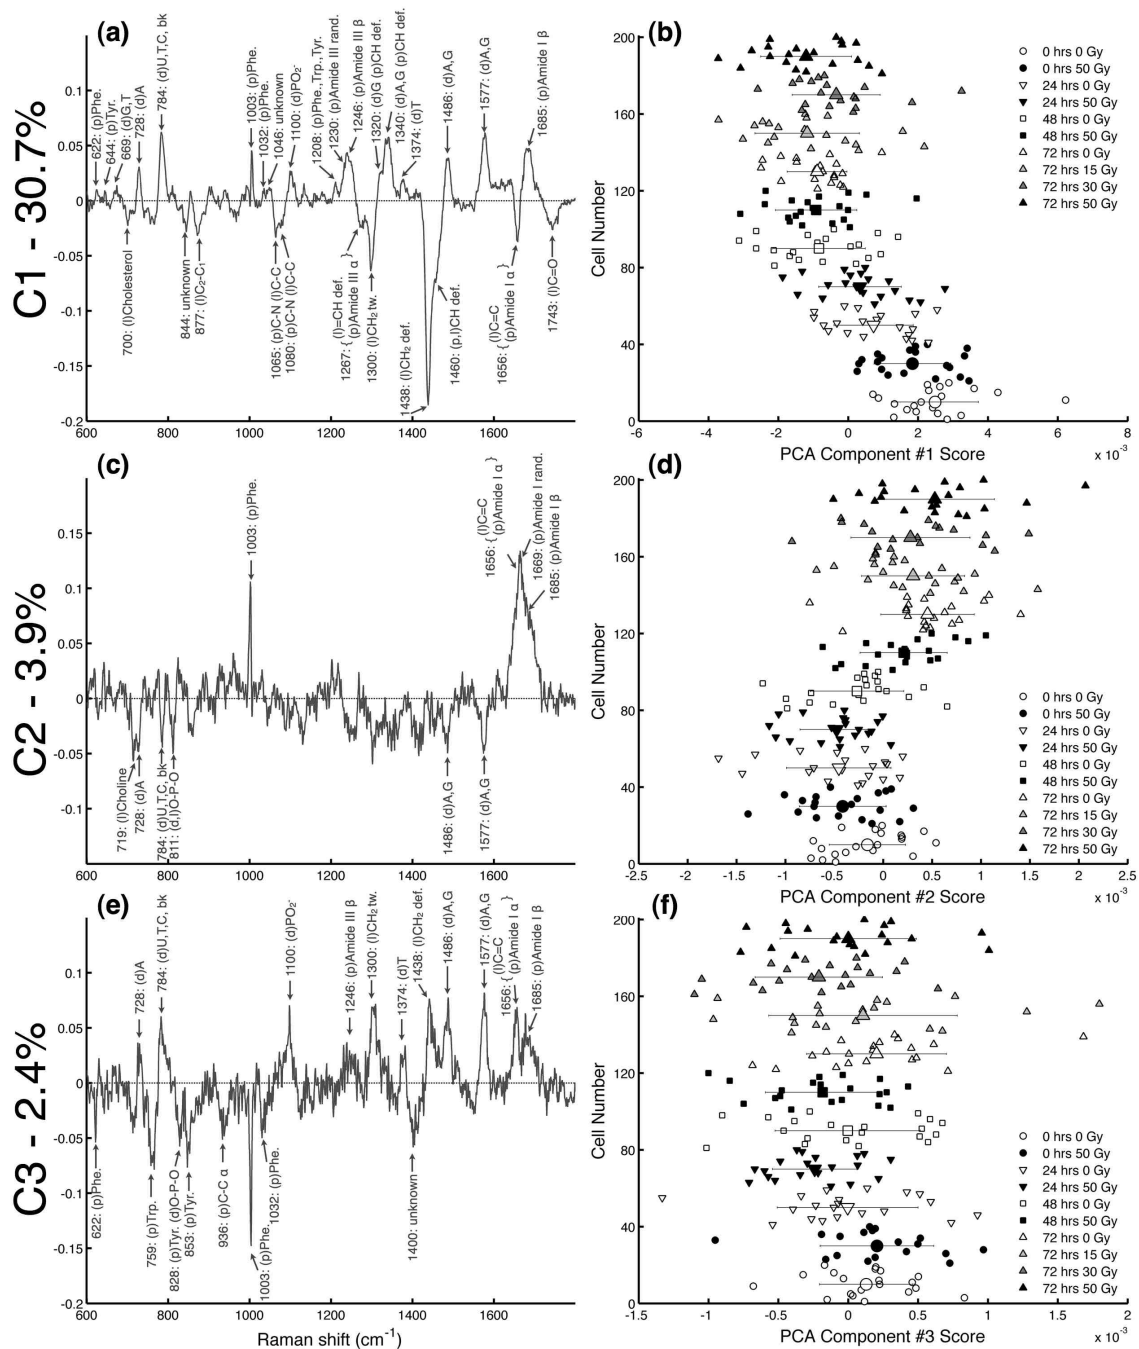 C1 - 30.7%
(a)
622: (p)Phe.
644: (p)Tyr.
669: (d)G,T
728: (d)A
784: (d)U,T,C, bk
1003: (p)Phe.
1032: (p)Phe.
1046: unknown
1100: (d)PO₂⁻
1208: (p)Phe.,Trp.,Tyr.
1230: (p)Amide III rand.
1246: (p)Amide III β
1320: (d)G (p)CH def.
1340: (d)A,G (p)CH def.
1374: (d)T
1486: (d)A,G
1577: (d)A,G
1685: (p)Amide I β
700: (l)Cholesterol
844: unknown
877: (l)C₂-C₁
1065: (p)C-N (l)C-C
1080: (p)C-N (l)C-C
1267: { (l)=CH def. (p)Amide III α }
1300: (l)CH₂ tw.
1438: (l)CH₂ def.
1460: (p,l)CH def.
1656: { (l)C=C (p)Amide I α }
1743: (l)C=O
0.1
0.05
0
-0.05
-0.1
-0.15
-0.2
600 800 1000 1200 1400 1600
(b)
Cell Number
200
160
120
80
40
0
-6 -4 -2 0 2 4 6 8
PCA Component #1 Score
x 10⁻³
0 hrs 0 Gy
0 hrs 50 Gy
24 hrs 0 Gy
24 hrs 50 Gy
48 hrs 0 Gy
48 hrs 50 Gy
72 hrs 0 Gy
72 hrs 15 Gy
72 hrs 30 Gy
72 hrs 50 Gy
C2 - 3.9%
(c)
1003: (p)Phe.
1656: { (l)C=C (p)Amide I α }
1669: (p)Amide I rand.
1685: (p)Amide I β
719: (l)Choline
728: (d)A
784: (d)U,T,C, bk
811: (d,l)O-P-O
1486: (d)A,G
1577: (d)A,G
0.15
0.1
0.05
0
-0.05
-0.1
600 800 1000 1200 1400 1600
(d)
Cell Number
200
160
120
80
40
0
-2.5 -2 -1.5 -1 -0.5 0 0.5 1 1.5 2 2.5
PCA Component #2 Score
x 10⁻³
0 hrs 0 Gy
0 hrs 50 Gy
24 hrs 0 Gy
24 hrs 50 Gy
48 hrs 0 Gy
48 hrs 50 Gy
72 hrs 0 Gy
72 hrs 15 Gy
72 hrs 30 Gy
72 hrs 50 Gy
C3 - 2.4%
(e)
728: (d)A
784: (d)U,T,C, bk
1100: (d)PO₂⁻
1246: (p)Amide III β
1300: (l)CH₂ tw.
1374: (d)T
1438: (l)CH₂ def.
1486: (d)A,G
1577: (d)A,G
1656: { (l)C=C (p)Amide I α }
1685: (p)Amide I β
622: (p)Phe.
759: (p)Trp.
828: (p)Tyr. (d)O-P-O
853: (p)Tyr.
936: (p)C-C α
1003: (p)Phe.
1032: (p)Phe.
1400: unknown
0.1
0.05
0
-0.05
-0.1
-0.15
-0.2
600 800 1000 1200 1400 1600
Raman shift (cm⁻¹)
(f)
Cell Number
200
160
120
80
40
0
-1.5 -1 -0.5 0 0.5 1 1.5 2
PCA Component #3 Score
x 10⁻³
0 hrs 0 Gy
0 hrs 50 Gy
24 hrs 0 Gy
24 hrs 50 Gy
48 hrs 0 Gy
48 hrs 50 Gy
72 hrs 0 Gy
72 hrs 15 Gy
72 hrs 30 Gy
72 hrs 50 Gy